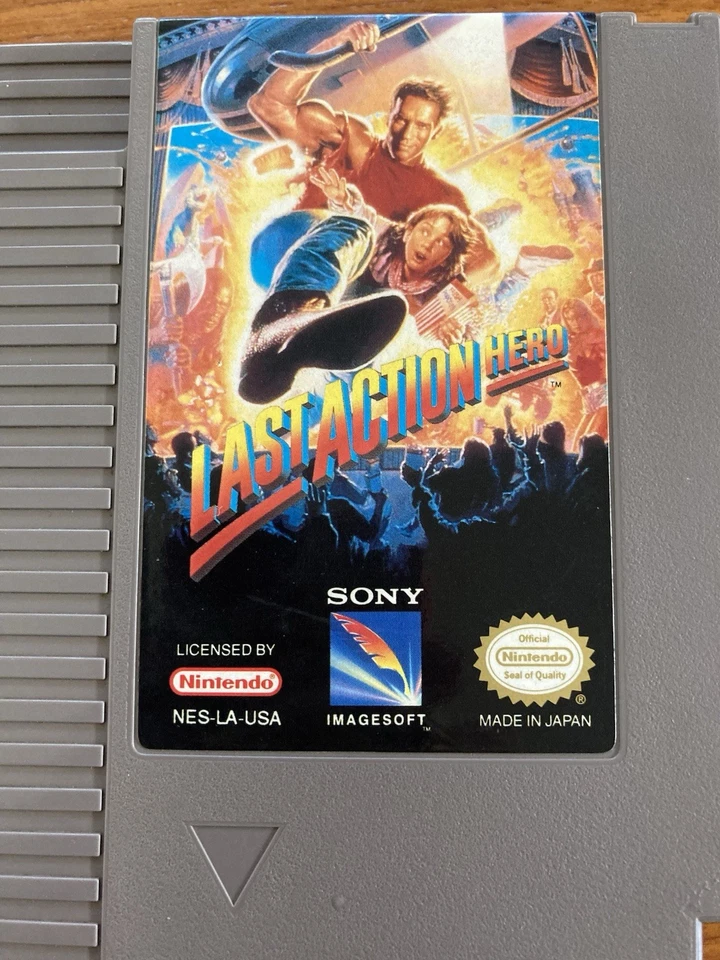 LAST ACTION HERO
™
SONY
LICENSED BY
Nintendo®
NES-LA-USA
IMAGESOFT™
Official
Nintendo
Seal of Quality
®
MADE IN JAPAN